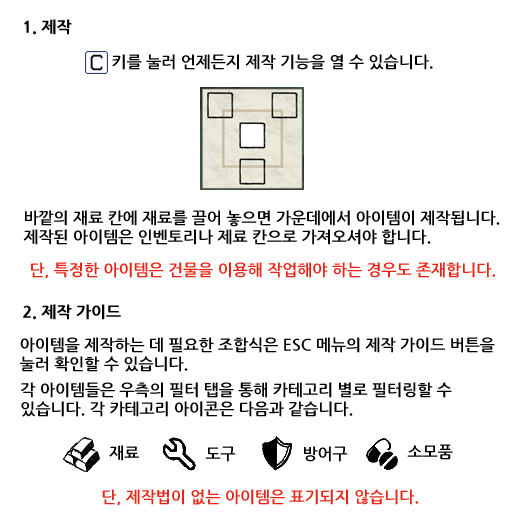 1. 제작
C 키를 눌러 언제든지 제작 기능을 열 수 있습니다.
바깥의 재료 칸에 재료를 끌어 놓으면 가운데에서 아이템이 제작됩니다.
제작된 아이템은 인벤토리나 제료 칸으로 가져오셔야 합니다.
단, 특정한 아이템은 건물을 이용해 작업해야 하는 경우도 존재합니다.
2. 제작 가이드
아이템을 제작하는 데 필요한 조합식은 ESC 메뉴의 제작 가이드 버튼을
눌러 확인할 수 있습니다.
각 아이템들은 우측의 필터 탭을 통해 카테고리 별로 필터링할 수
있습니다. 각 카테고리 아이콘은 다음과 같습니다.
재료 도구 방어구 소모품
단, 제작법이 없는 아이템은 표기되지 않습니다.